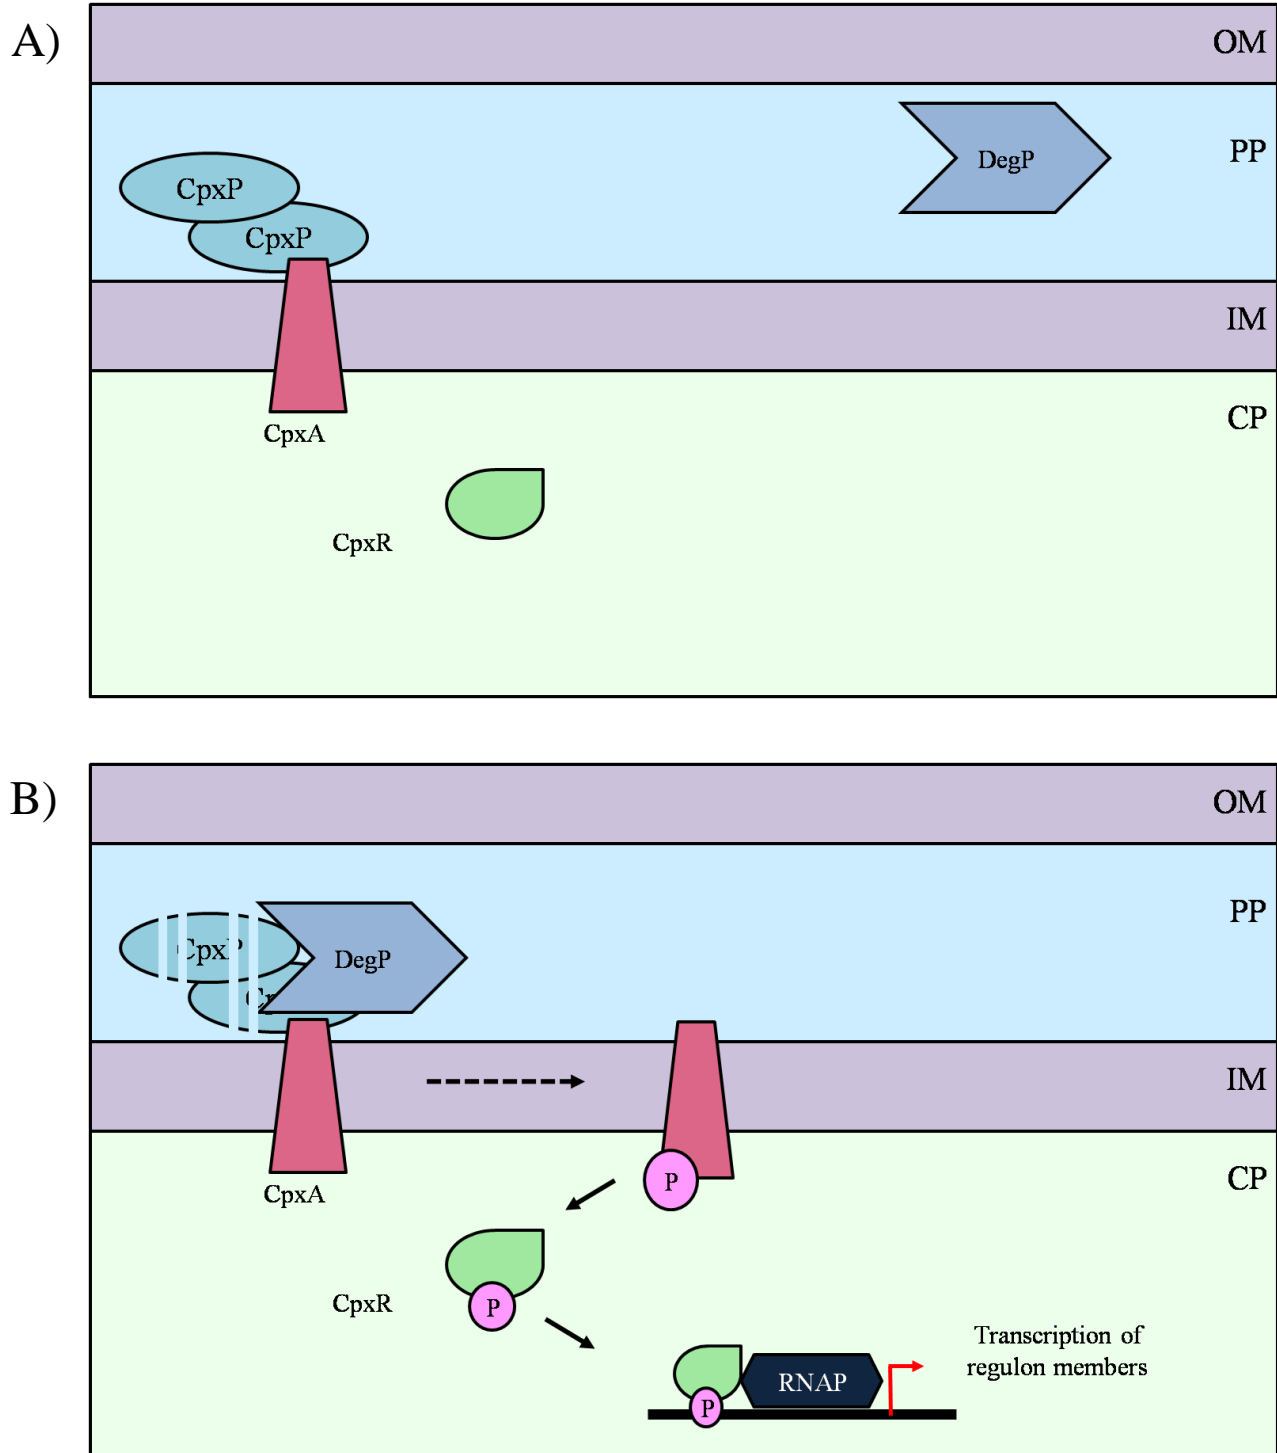 A)
OM
PP
DegP
CpxP
CpxP
IM
CpxA
CP
CpxR
B)
OM
PP
CpxP
DegP
IM
CpxA
P
CP
CpxR
P
Transcription of
regulon members
RNAP
P